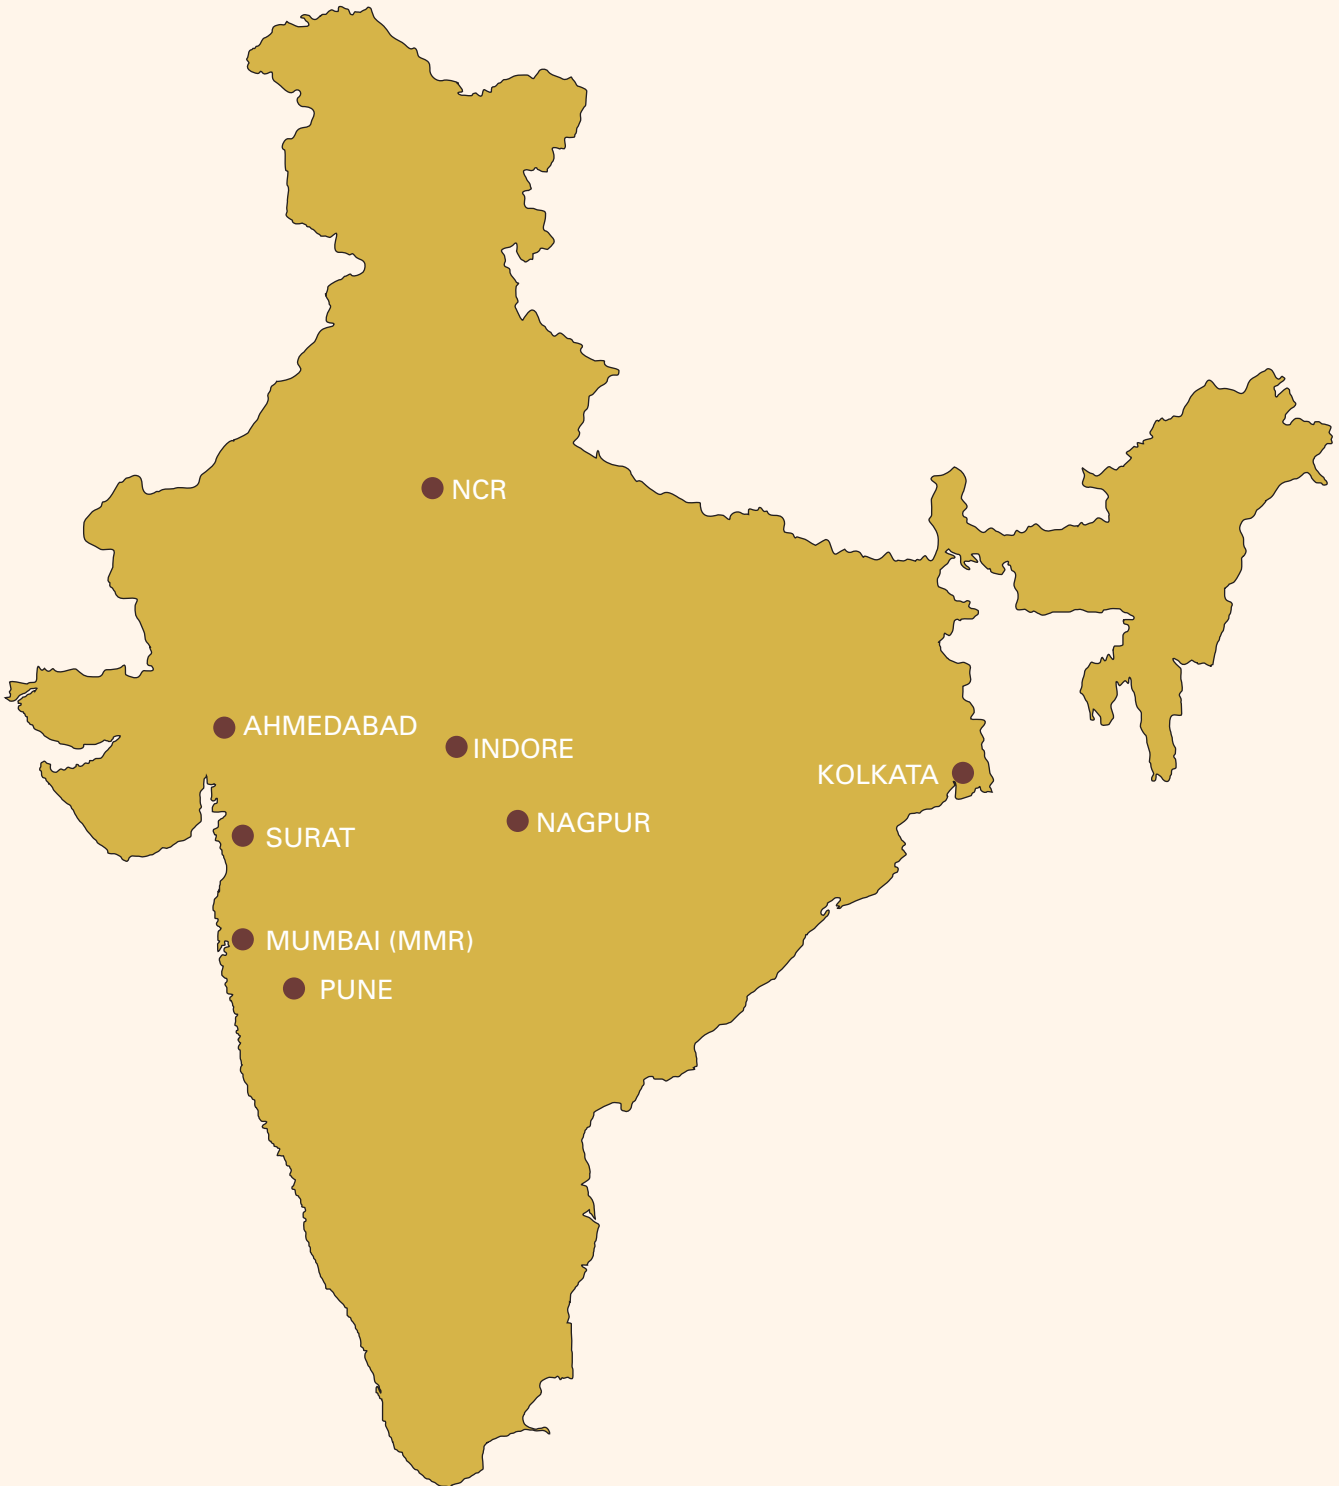 NCR
AHMEDABAD
INDORE
KOLKATA
NAGPUR
SURAT
MUMBAI (MMR)
PUNE